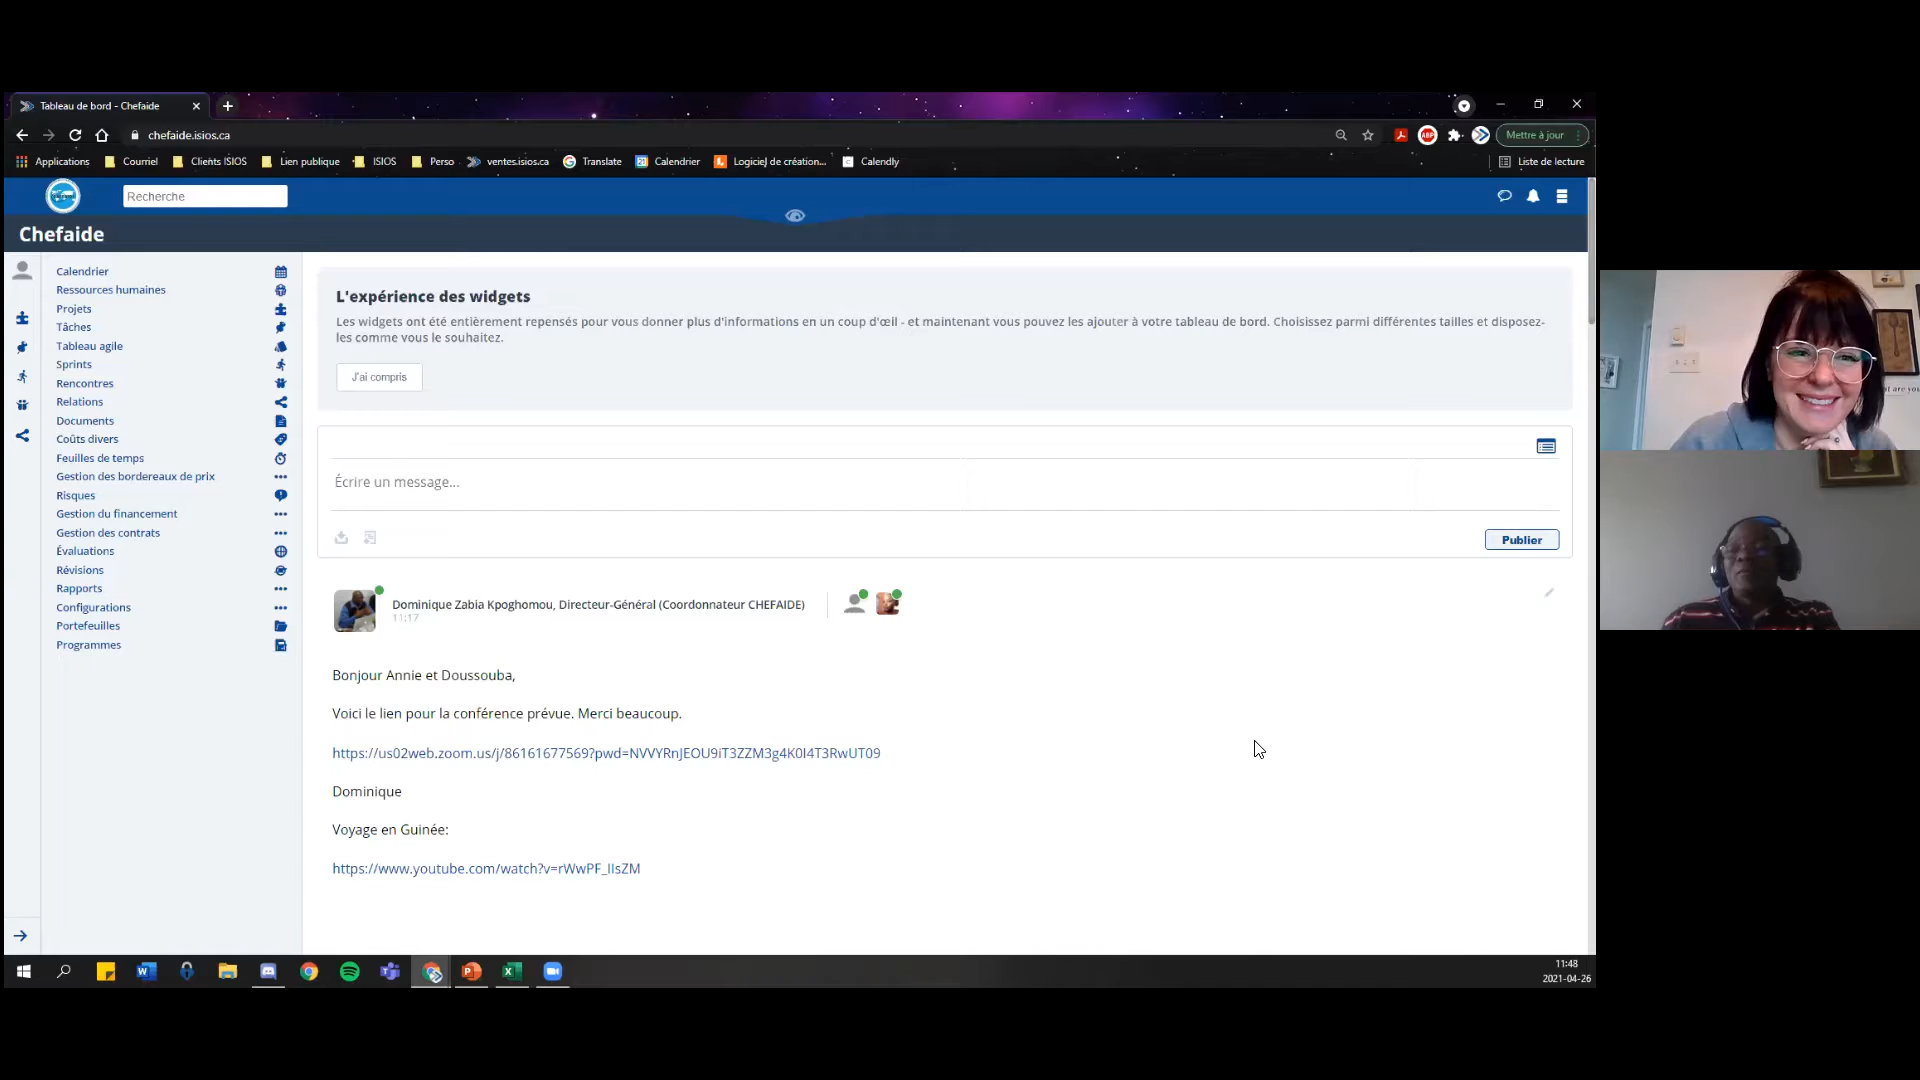 Tableau de bord - Chefaide
chefaide.isios.ca
Mettre à jour
Applications
Courriel
Clients ISIOS
Lien publique
ISIOS
Perso
ventes.isios.ca
Translate
Calendrier
Logiciel de création...
Calendly
Liste de lecture
Recherche
Chefaide
Calendrier
Ressources humaines
Projets
Tâches
Tableau agile
Sprints
Rencontres
Relations
Documents
Coûts divers
Feuilles de temps
Gestion des bordereaux de prix
Risques
Gestion du financement
Gestion des contrats
Évaluations
Révisions
Rapports
Configurations
Portefeuilles
Programmes
L'expérience des widgets
Les widgets ont été entièrement repensés pour vous donner plus d'informations en un coup d'œil - et maintenant vous pouvez les ajouter à votre tableau de bord. Choisissez parmi différentes tailles et disposez-
les comme vous le souhaitez.
J'ai compris
Écrire un message...
Publier
Dominique Zabia Kpoghomou, Directeur-Général (Coordonnateur CHEFAIDE)
11:17
Bonjour Annie et Doussouba,
Voici le lien pour la conférence prévue. Merci beaucoup.
https://us02web.zoom.us/j/86161677569?pwd=NVVYRnJEOU9iT3ZZM3g4K0I4T3RwUT09
Dominique
Voyage en Guinée:
https://www.youtube.com/watch?v=rWwPF_IIsZM
11:48
2021-04-26